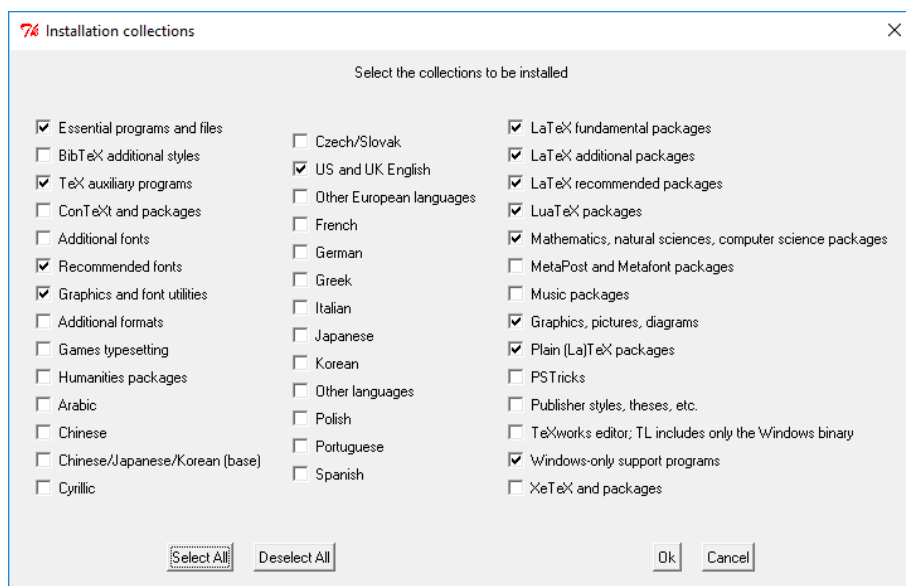 Installation collections
Select the collections to be installed
Essential programs and files
BibTeX additional styles
TeX auxiliary programs
ConTeXt and packages
Additional fonts
Recommended fonts
Graphics and font utilities
Additional formats
Games typesetting
Humanities packages
Arabic
Chinese
Chinese/Japanese/Korean (base)
Cyrillic
Czech/Slovak
US and UK English
Other European languages
French
German
Greek
Italian
Japanese
Korean
Other languages
Polish
Portuguese
Spanish
LaTeX fundamental packages
LaTeX additional packages
LaTeX recommended packages
LuaTeX packages
Mathematics, natural sciences, computer science packages
MetaPost and Metafont packages
Music packages
Graphics, pictures, diagrams
Plain (La)TeX packages
PSTricks
Publisher styles, theses, etc.
TeXworks editor; TL includes only the Windows binary
Windows-only support programs
XeTeX and packages
Select All Deselect All Ok Cancel